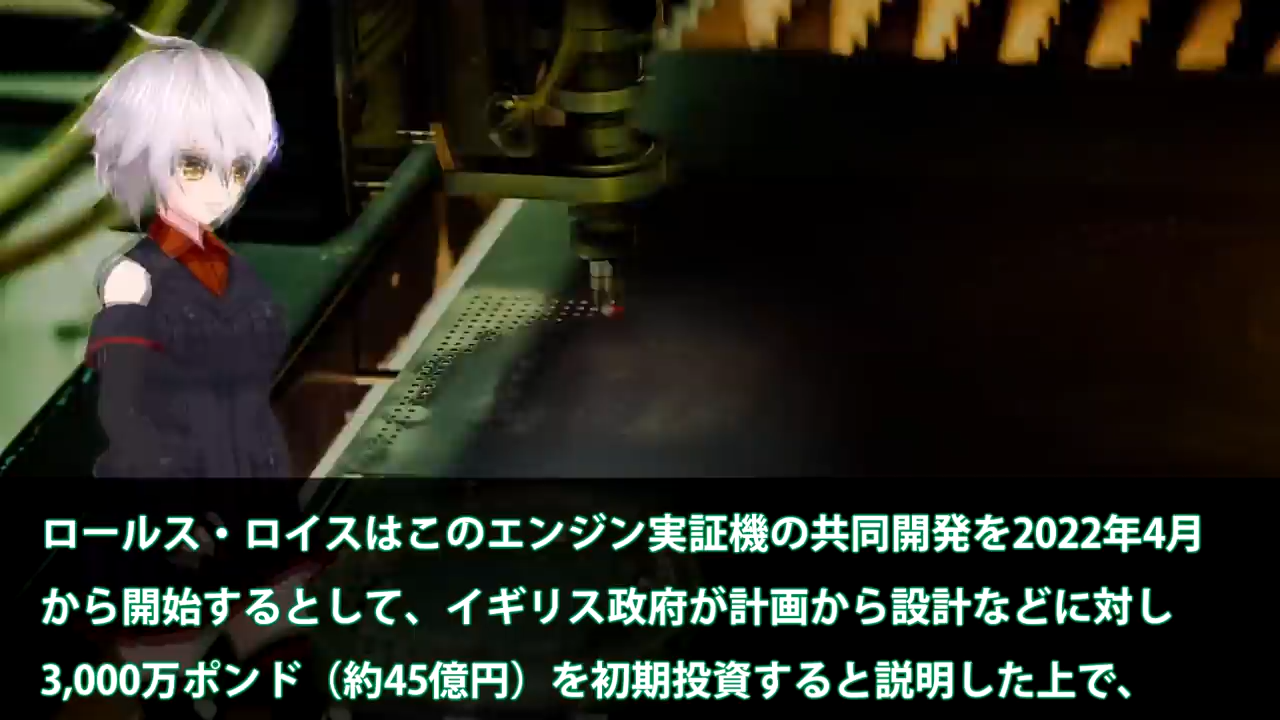 ロールス・ロイスはこのエンジン実証機の共同開発を2022年4月
から開始するとして、イギリス政府が計画から設計などに対し
3,000万ポンド（約45億円）を初期投資すると説明した上で、